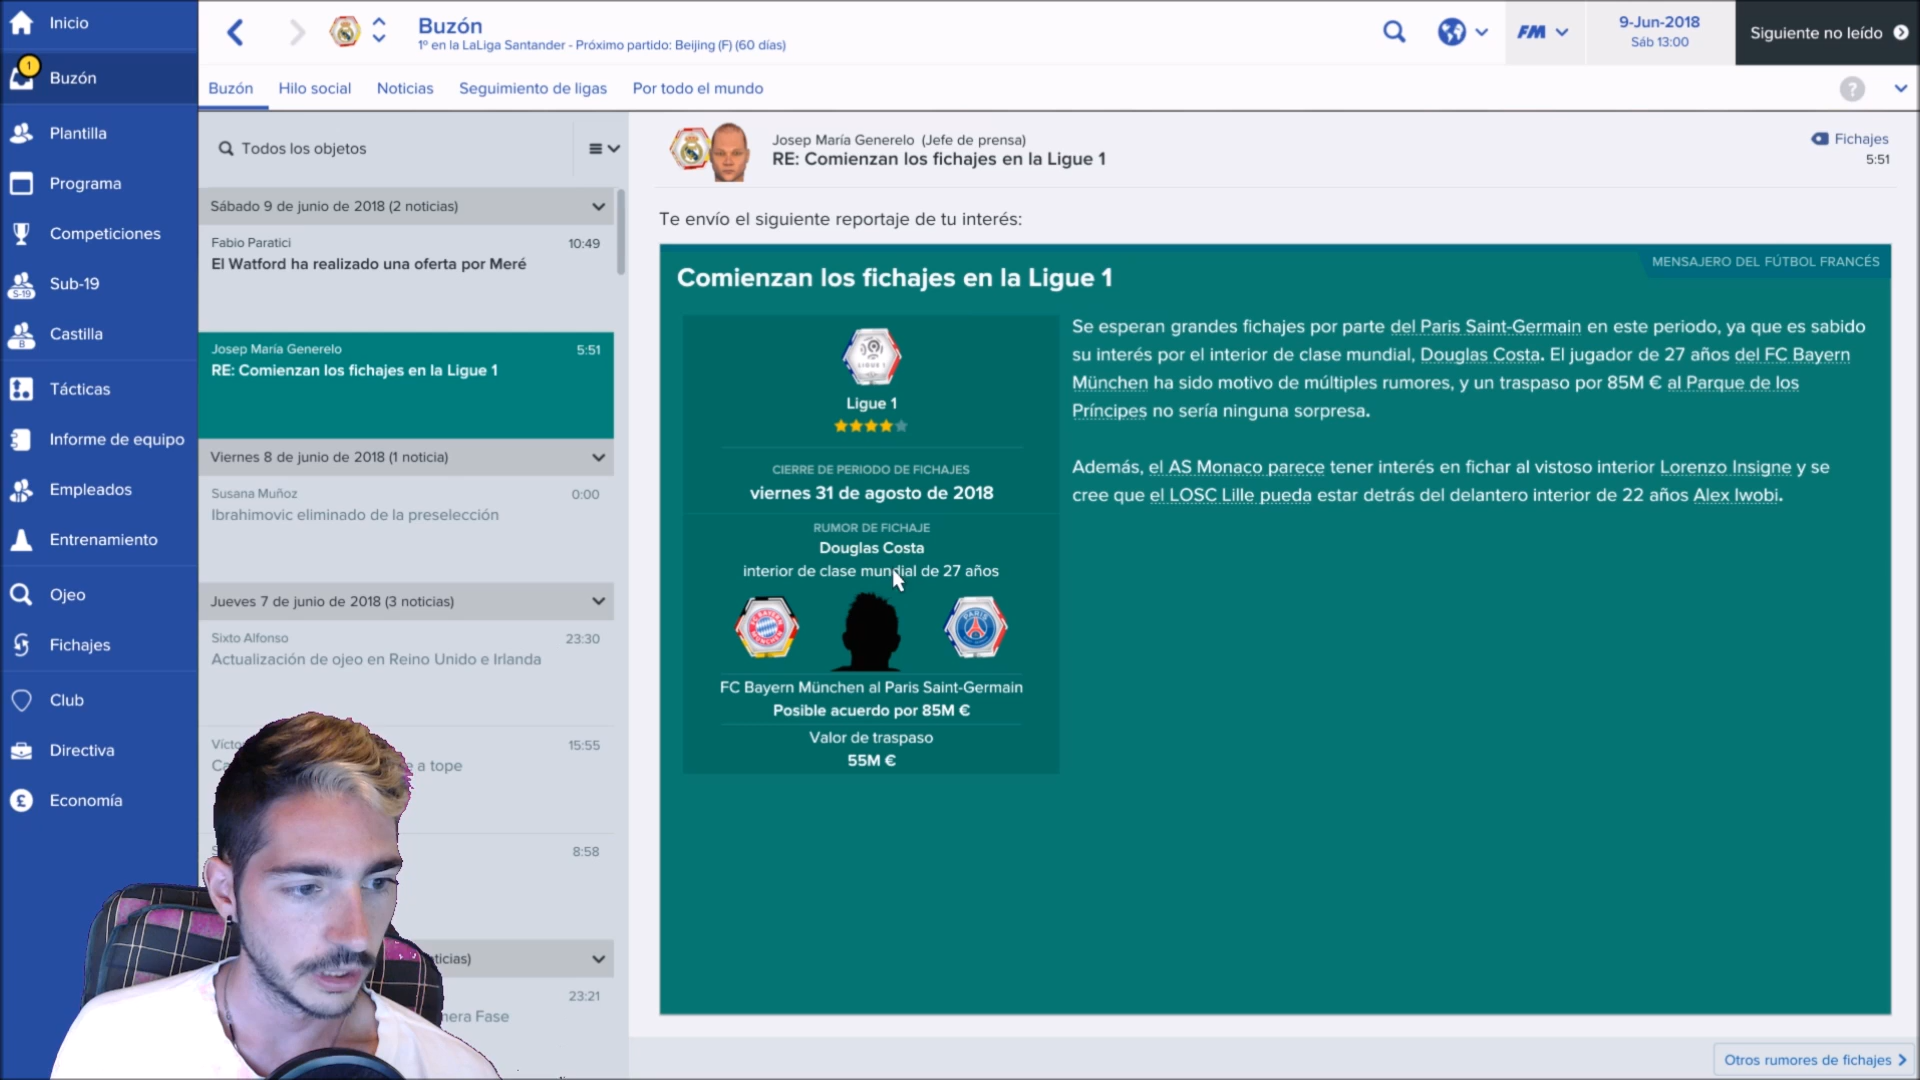 Inicio
1
Buzón
Plantilla
Programa
Competiciones
S-19
Sub-19
B
Castilla
Tácticas
Informe de equipo
Empleados
Entrenamiento
Ojeo
Fichajes
Club
Directiva
£
Economía
Buzón
1º en la LaLiga Santander - Próximo partido: Beijing (F) (60 días)
FM
9-Jun-2018
Sáb 13:00
Siguiente no leído
Buzón
Hilo social
Noticias
Seguimiento de ligas
Por todo el mundo
?
Todos los objetos
Sábado 9 de junio de 2018 (2 noticias)
Fabio Paratici
10:49
El Watford ha realizado una oferta por Meré
Josep María Generelo
5:51
RE: Comienzan los fichajes en la Ligue 1
Viernes 8 de junio de 2018 (1 noticia)
Susana Muñoz
0:00
Ibrahimovic eliminado de la preselección
Jueves 7 de junio de 2018 (3 noticias)
Sixto Alfonso
23:30
Actualización de ojeo en Reino Unido e Irlanda
15:55
a tope
8:58
23:21
Fase
Josep María Generelo (Jefe de prensa)
RE: Comienzan los fichajes en la Ligue 1
Fichajes
5:51
Te envío el siguiente reportaje de tu interés:
Comienzan los fichajes en la Ligue 1
MENSAJERO DEL FÚTBOL FRANCÉS
LIGUE 1
Ligue 1
CIERRE DE PERIODO DE FICHAJES
viernes 31 de agosto de 2018
RUMOR DE FICHAJE
Douglas Costa
interior de clase mundial de 27 años
FC Bayern München al Paris Saint-Germain
Posible acuerdo por 85M €
Valor de traspaso
55M €
Se esperan grandes fichajes por parte del Paris Saint-Germain en este periodo, ya que es sabido
su interés por el interior de clase mundial, Douglas Costa. El jugador de 27 años del FC Bayern
München ha sido motivo de múltiples rumores, y un traspaso por 85M € al Parque de los
Príncipes no sería ninguna sorpresa.
Además, el AS Monaco parece tener interés en fichar al vistoso interior Lorenzo Insigne y se
cree que el LOSC Lille pueda estar detrás del delantero interior de 22 años Alex Iwobi.
Otros rumores de fichajes